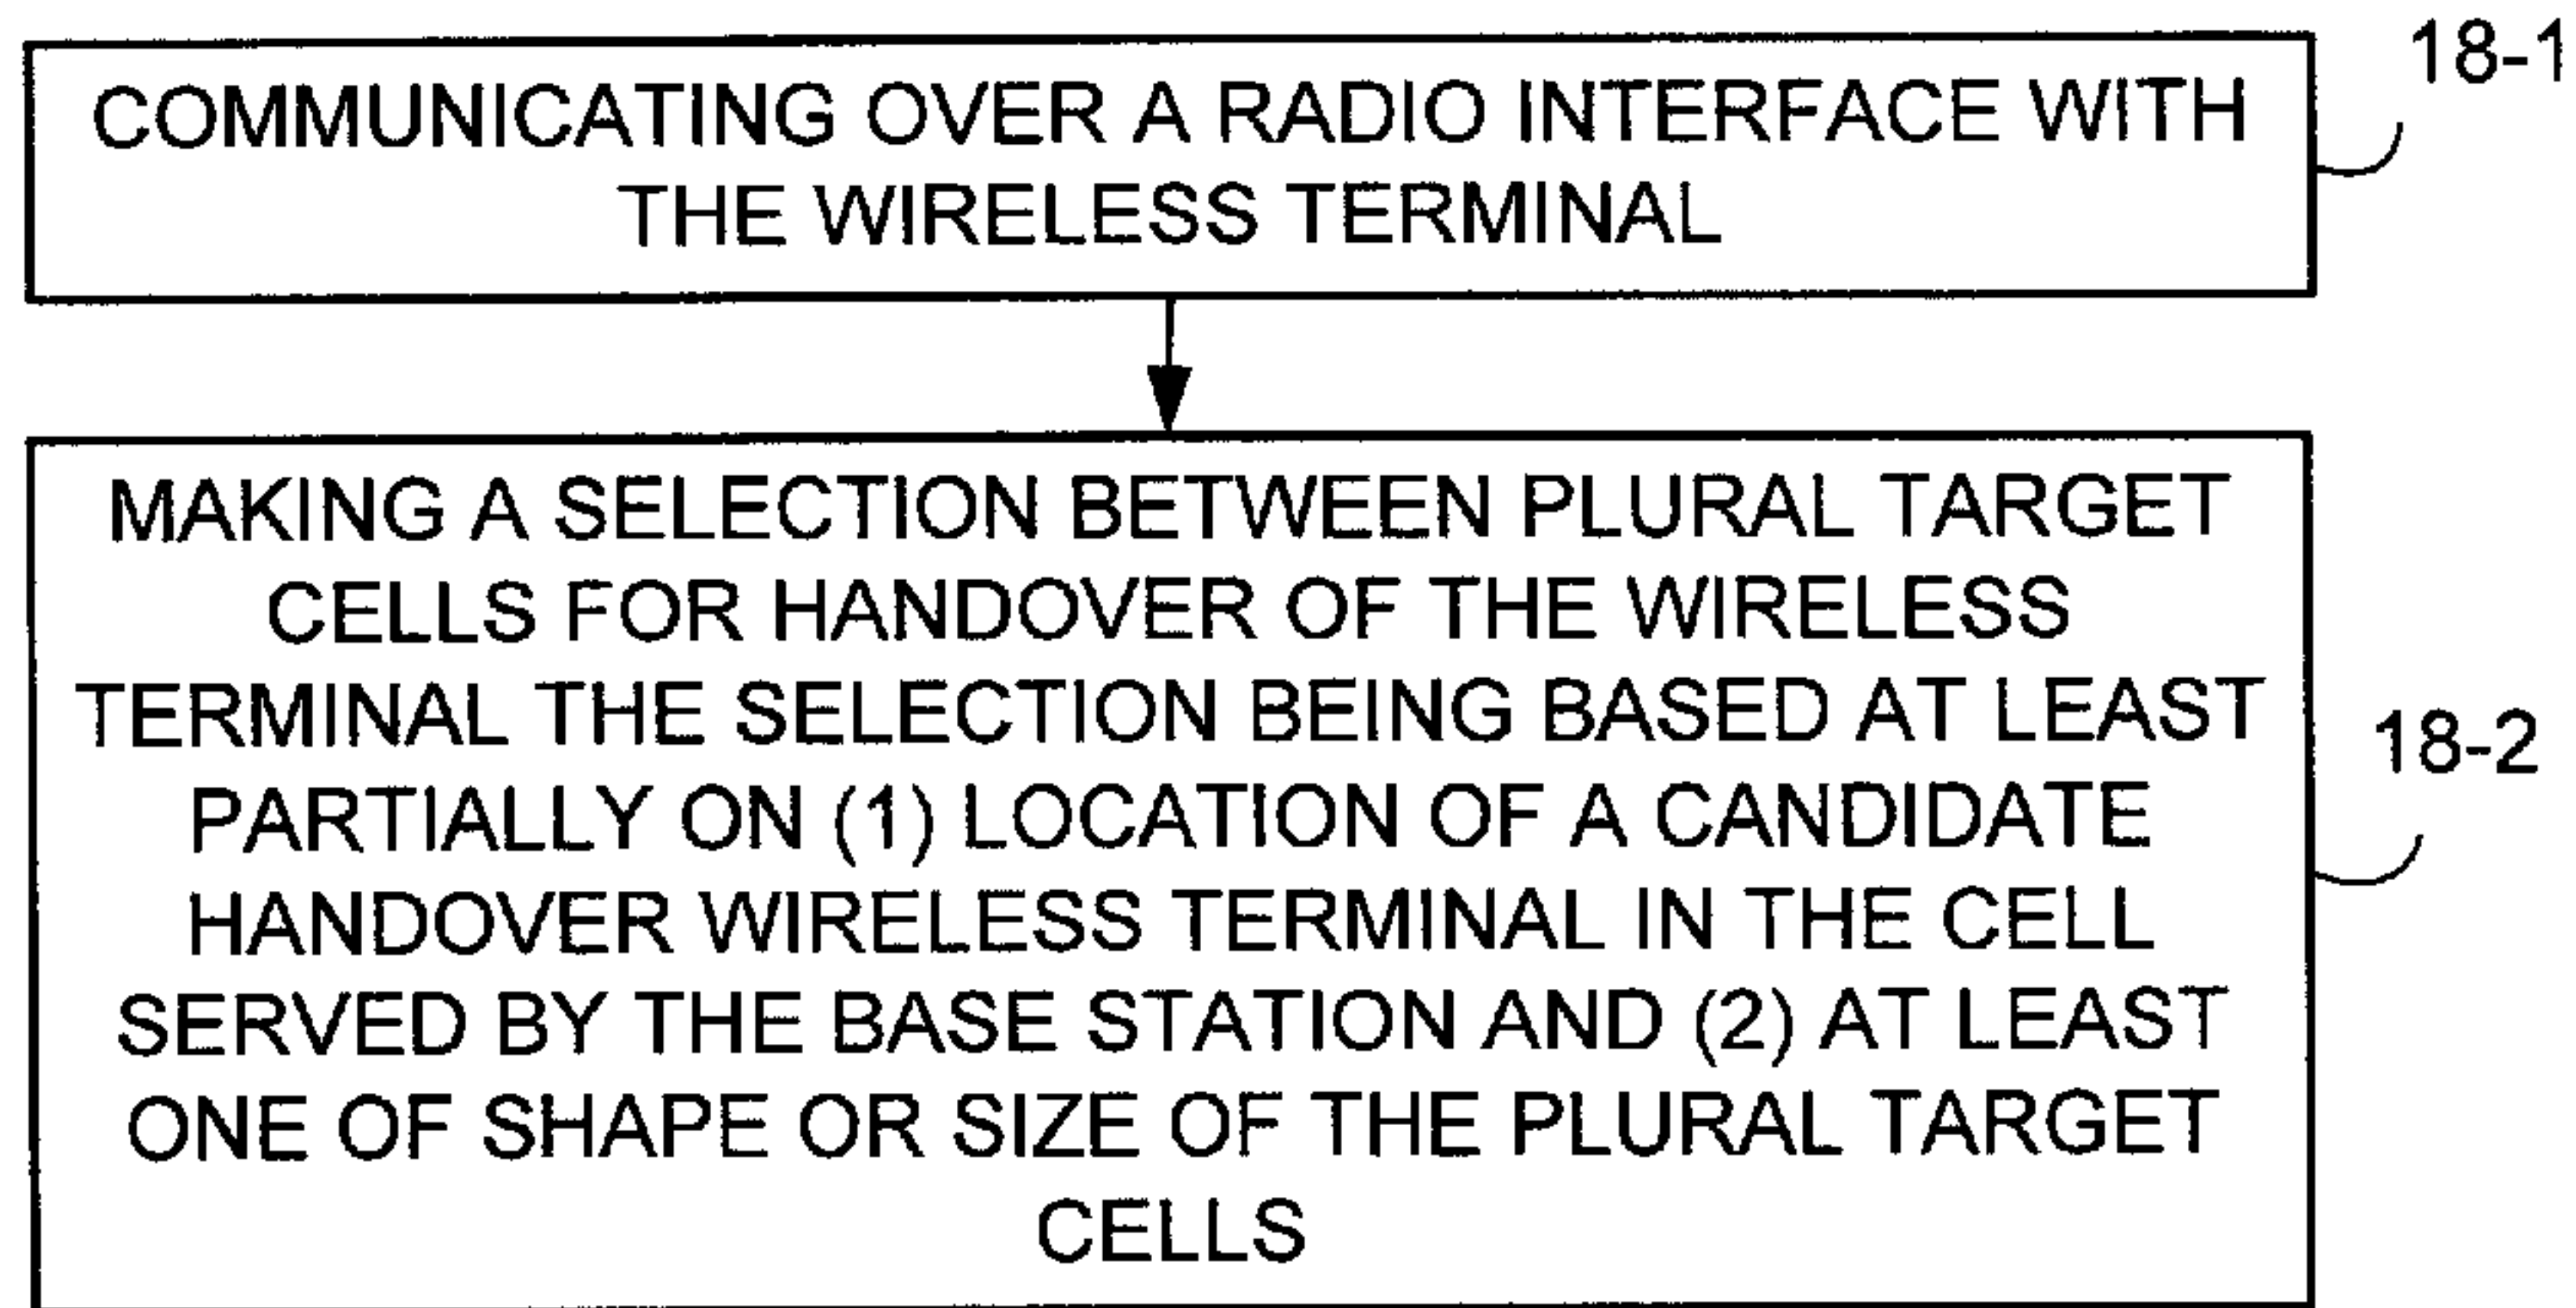 COMMUNICATING OVER A RADIO INTERFACE WITH
THE WIRELESS TERMINAL
18-1
MAKING A SELECTION BETWEEN PLURAL TARGET
CELLS FOR HANDOVER OF THE WIRELESS
TERMINAL THE SELECTION BEING BASED AT LEAST
PARTIALLY ON (1) LOCATION OF A CANDIDATE
HANDOVER WIRELESS TERMINAL IN THE CELL
SERVED BY THE BASE STATION AND (2) AT LEAST
ONE OF SHAPE OR SIZE OF THE PLURAL TARGET
CELLS
18-2